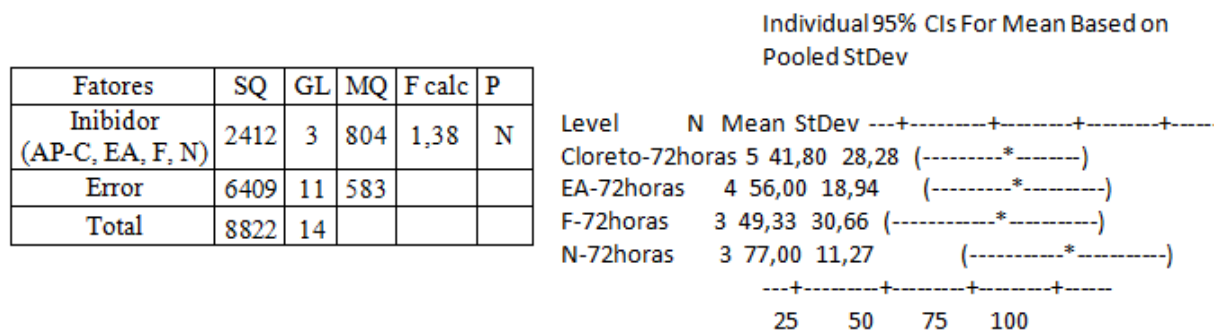 Fatores SQ GL MQ F calc P
Inibidor
(AP-C, EA, F, N) 2412 3 804 1,38 N
Error 6409 11 583
Total 8822 14
Individual 95% CIs For Mean Based on
Pooled StDev
Level N Mean StDev ---+---------+---------+---------+-----
Cloreto-72horas 5 41,80 28,28 (---------*--------)
EA-72horas 4 56,00 18,94 (---------*----------)
F-72horas 3 49,33 30,66 (------------*-----------)
N-72horas 3 77,00 11,27 (-----------*-----------)
---+---------+---------+---------+------
25 50 75 100